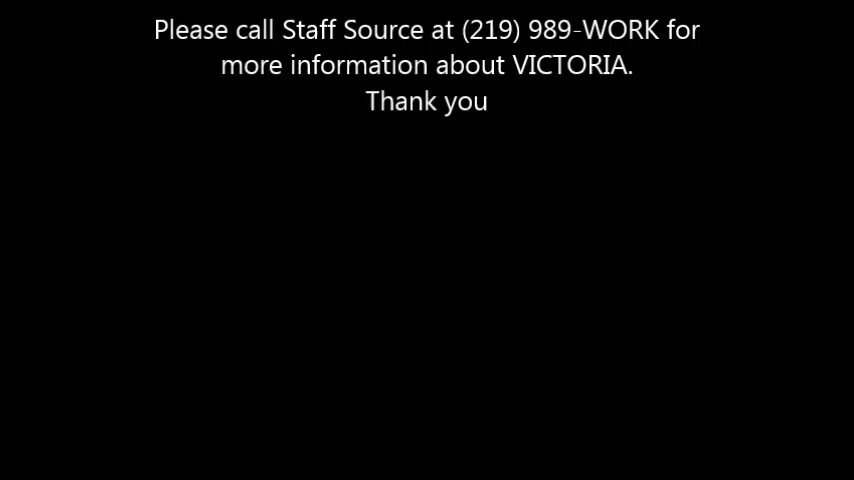 Please call Staff Source at (219) 989-WORK for
more information about VICTORIA.
Thank you